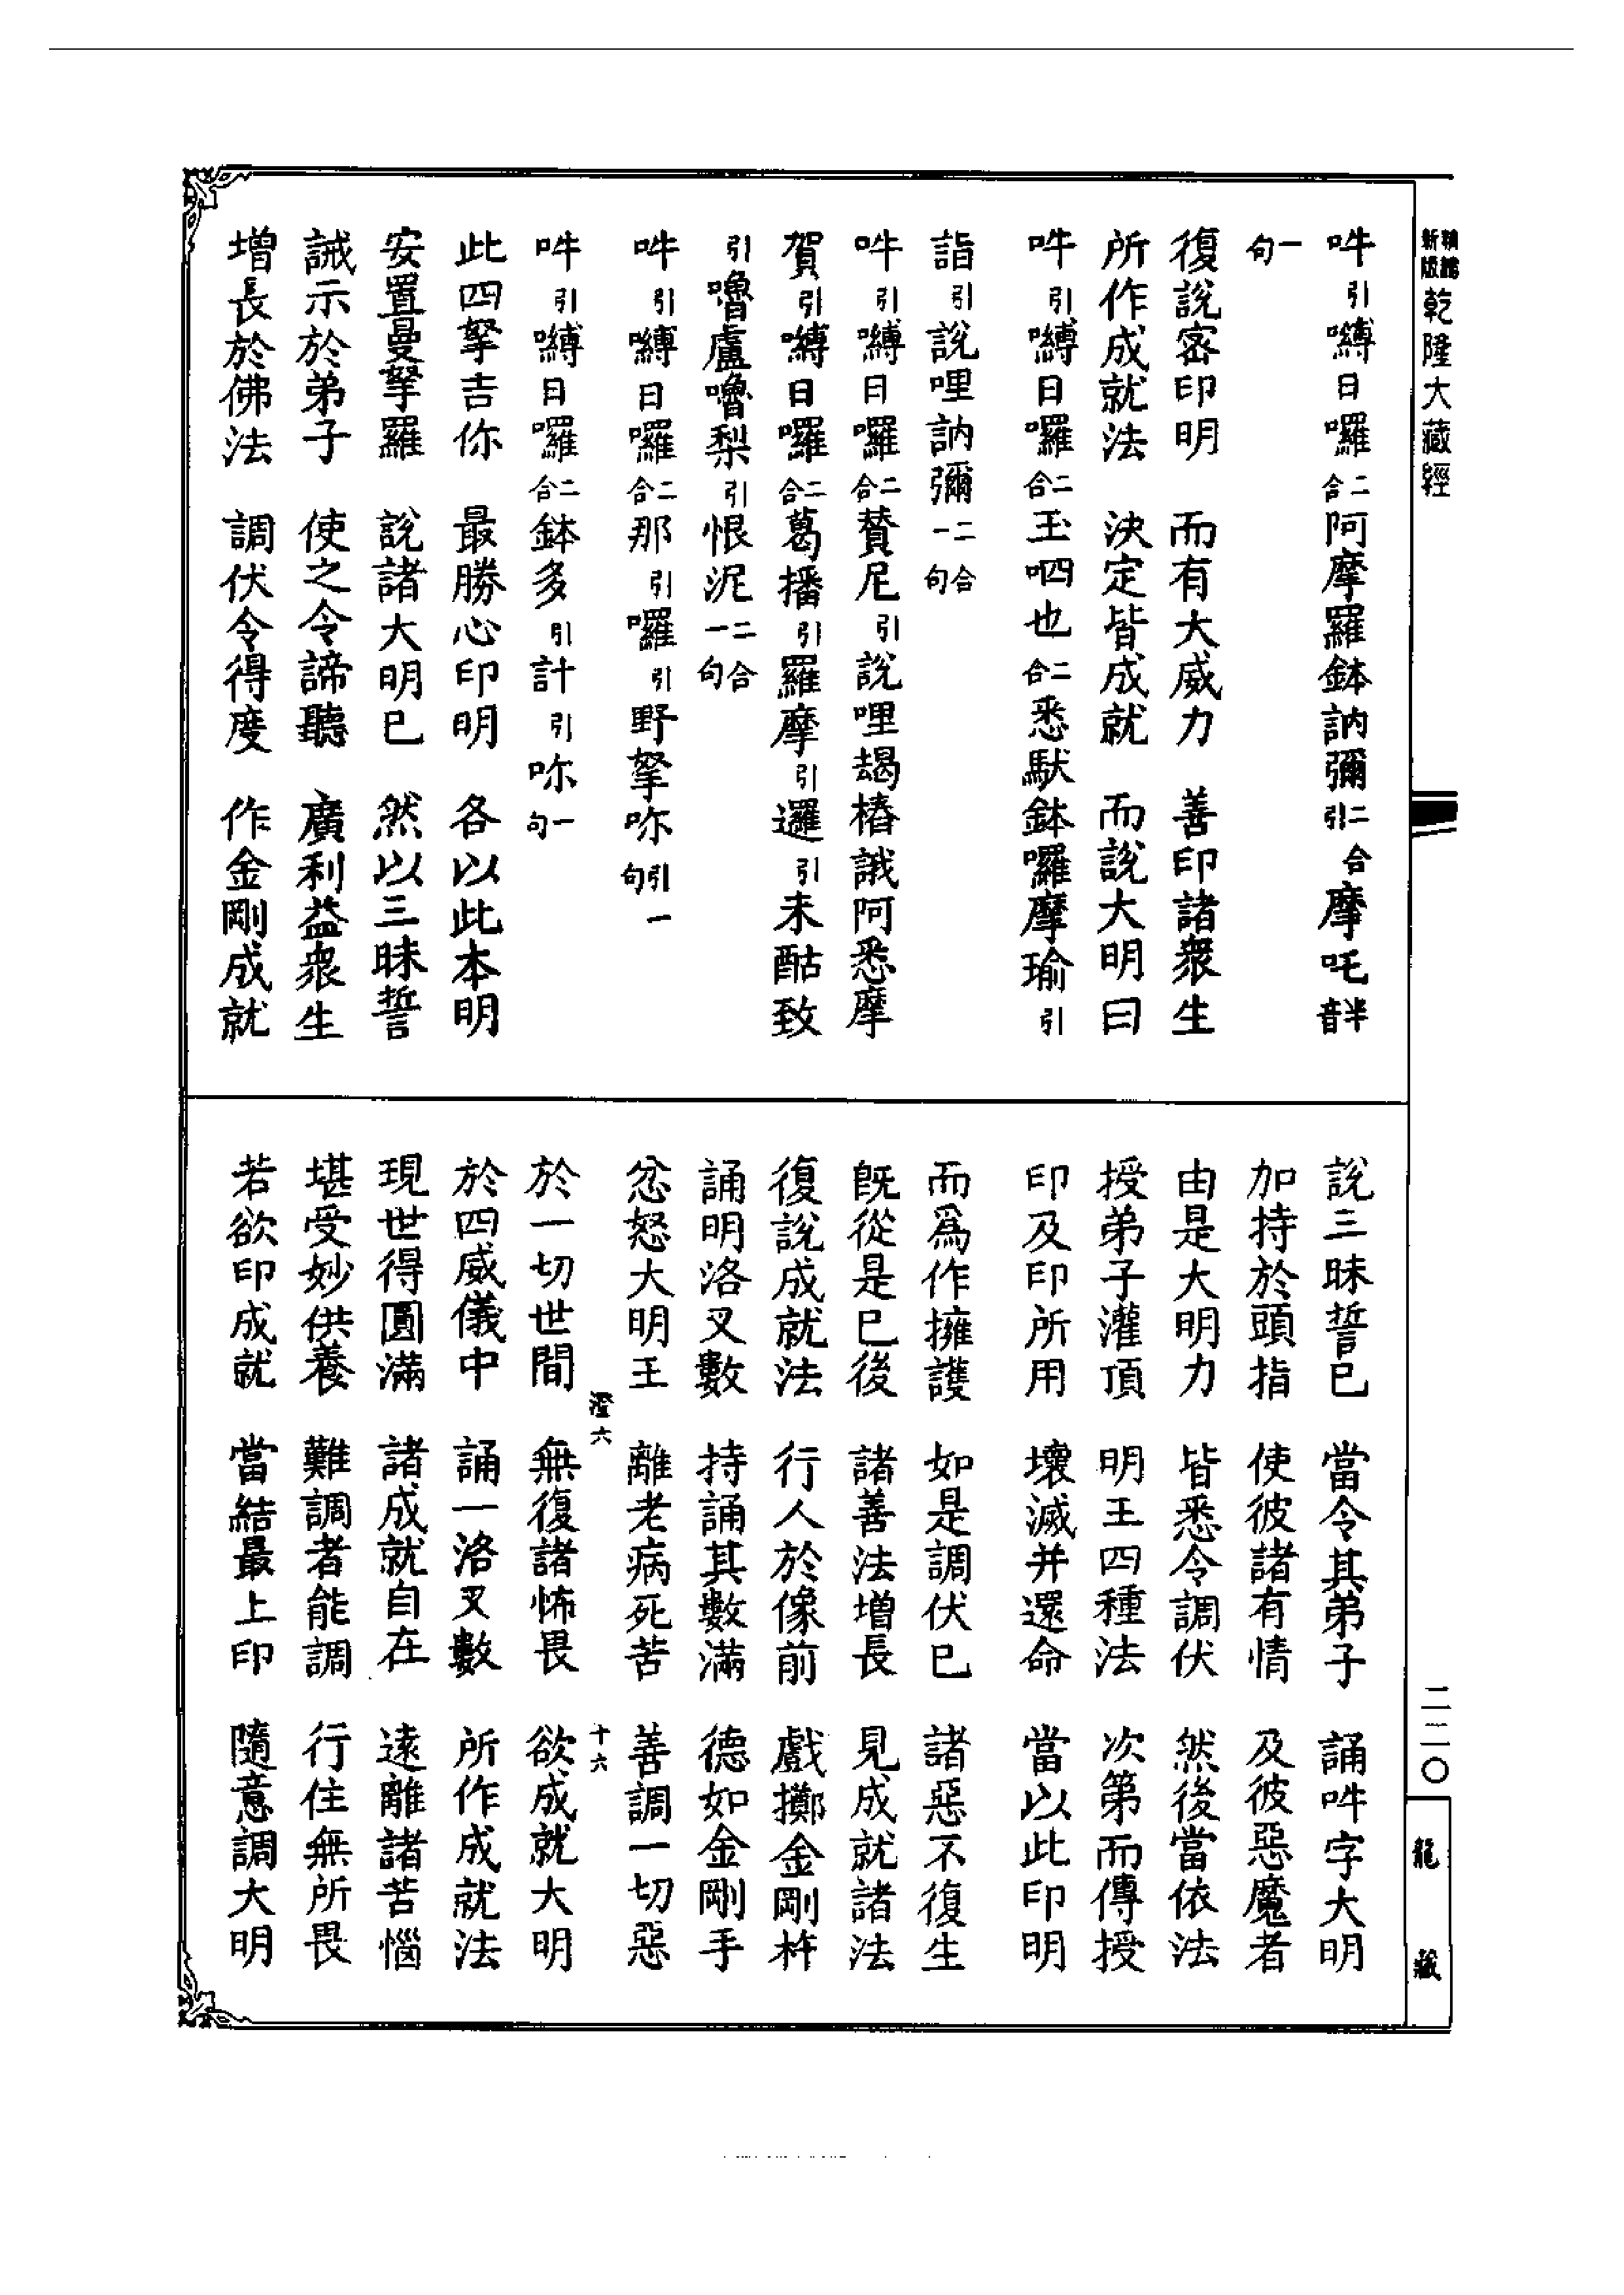 新版
乾隆大藏經
吽引嚩日囉二合阿摩羅鉢訥彌二合引摩吒半音
一句
復說密印明　而有大威力　善印諸衆生
所作成就法　決定皆成就　而說大明曰
吽引嚩日囉二合玉呬也二合悉馱鉢囉摩瑜引
詣引說哩訥彌二合一句
吽引嚩日囉二合贊尼引說哩朅樁誐阿悉摩
賀引嚩日囉二合葛播引羅摩引邏引未酤致
引嚕盧嚕梨引恨泥二合一句
吽引嚩日囉二合那引囉引野拏吵引一句
吽引嚩日囉二合鉢多引計引吵一句
此四拏吉你　最勝心印明　各以此本明
安置曼拏羅　說諸大明已　然以三昧誓
誡示於弟子　使之令諦聽　廣利益衆生
增長於佛法　調伏令得度　作金剛成就
說三昧誓已　當令其弟子　誦吽字大明
加持於頭指　使彼諸有情　及彼惡魔者
由是大明力　皆悉令調伏　然後當依法
授弟子灌頂　明王四種法　次第而傳授
印及印所用　壞滅并還命　當以此印明
而爲作擁護　如是調伏已　諸惡不復生
旣從是已後　諸善法增長　見成就諸法
復說成就法　行人於像前　戲擲金剛杵
誦明洛叉數　持誦其數滿　德如金剛手
忿怒大明王　離老病死苦　善調一切惡
澄六　十六
於一切世間　無復諸怖畏　欲成就大明
於四威儀中　誦一洛叉數　所作成就法
現世得圓滿　諸成就自在　遠離諸苦惱
堪受妙供養　難調者能調　行住無所畏
若欲印成就　當結最上印　隨意調大明
二二〇
龍藏